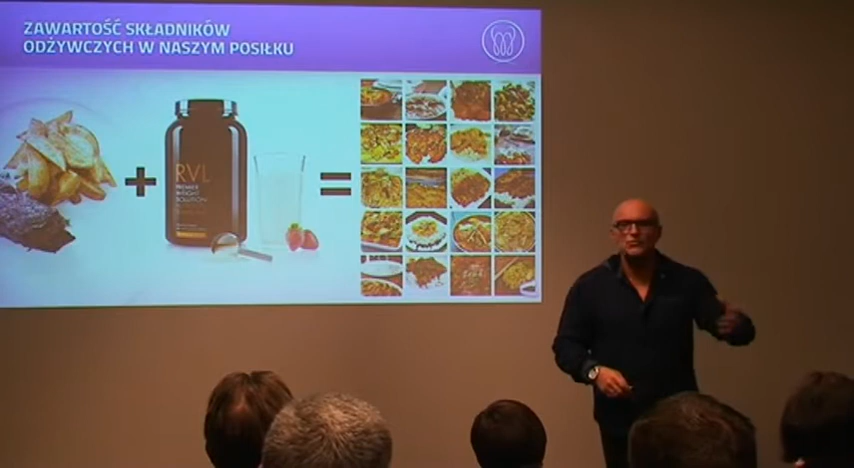 ZAWARTOŚĆ SKŁADNIKÓW
ODŻYWCZYCH W NASZYM POSIŁKU
+
RVL
PREMIER
WEIGHT
SOLUTION
=